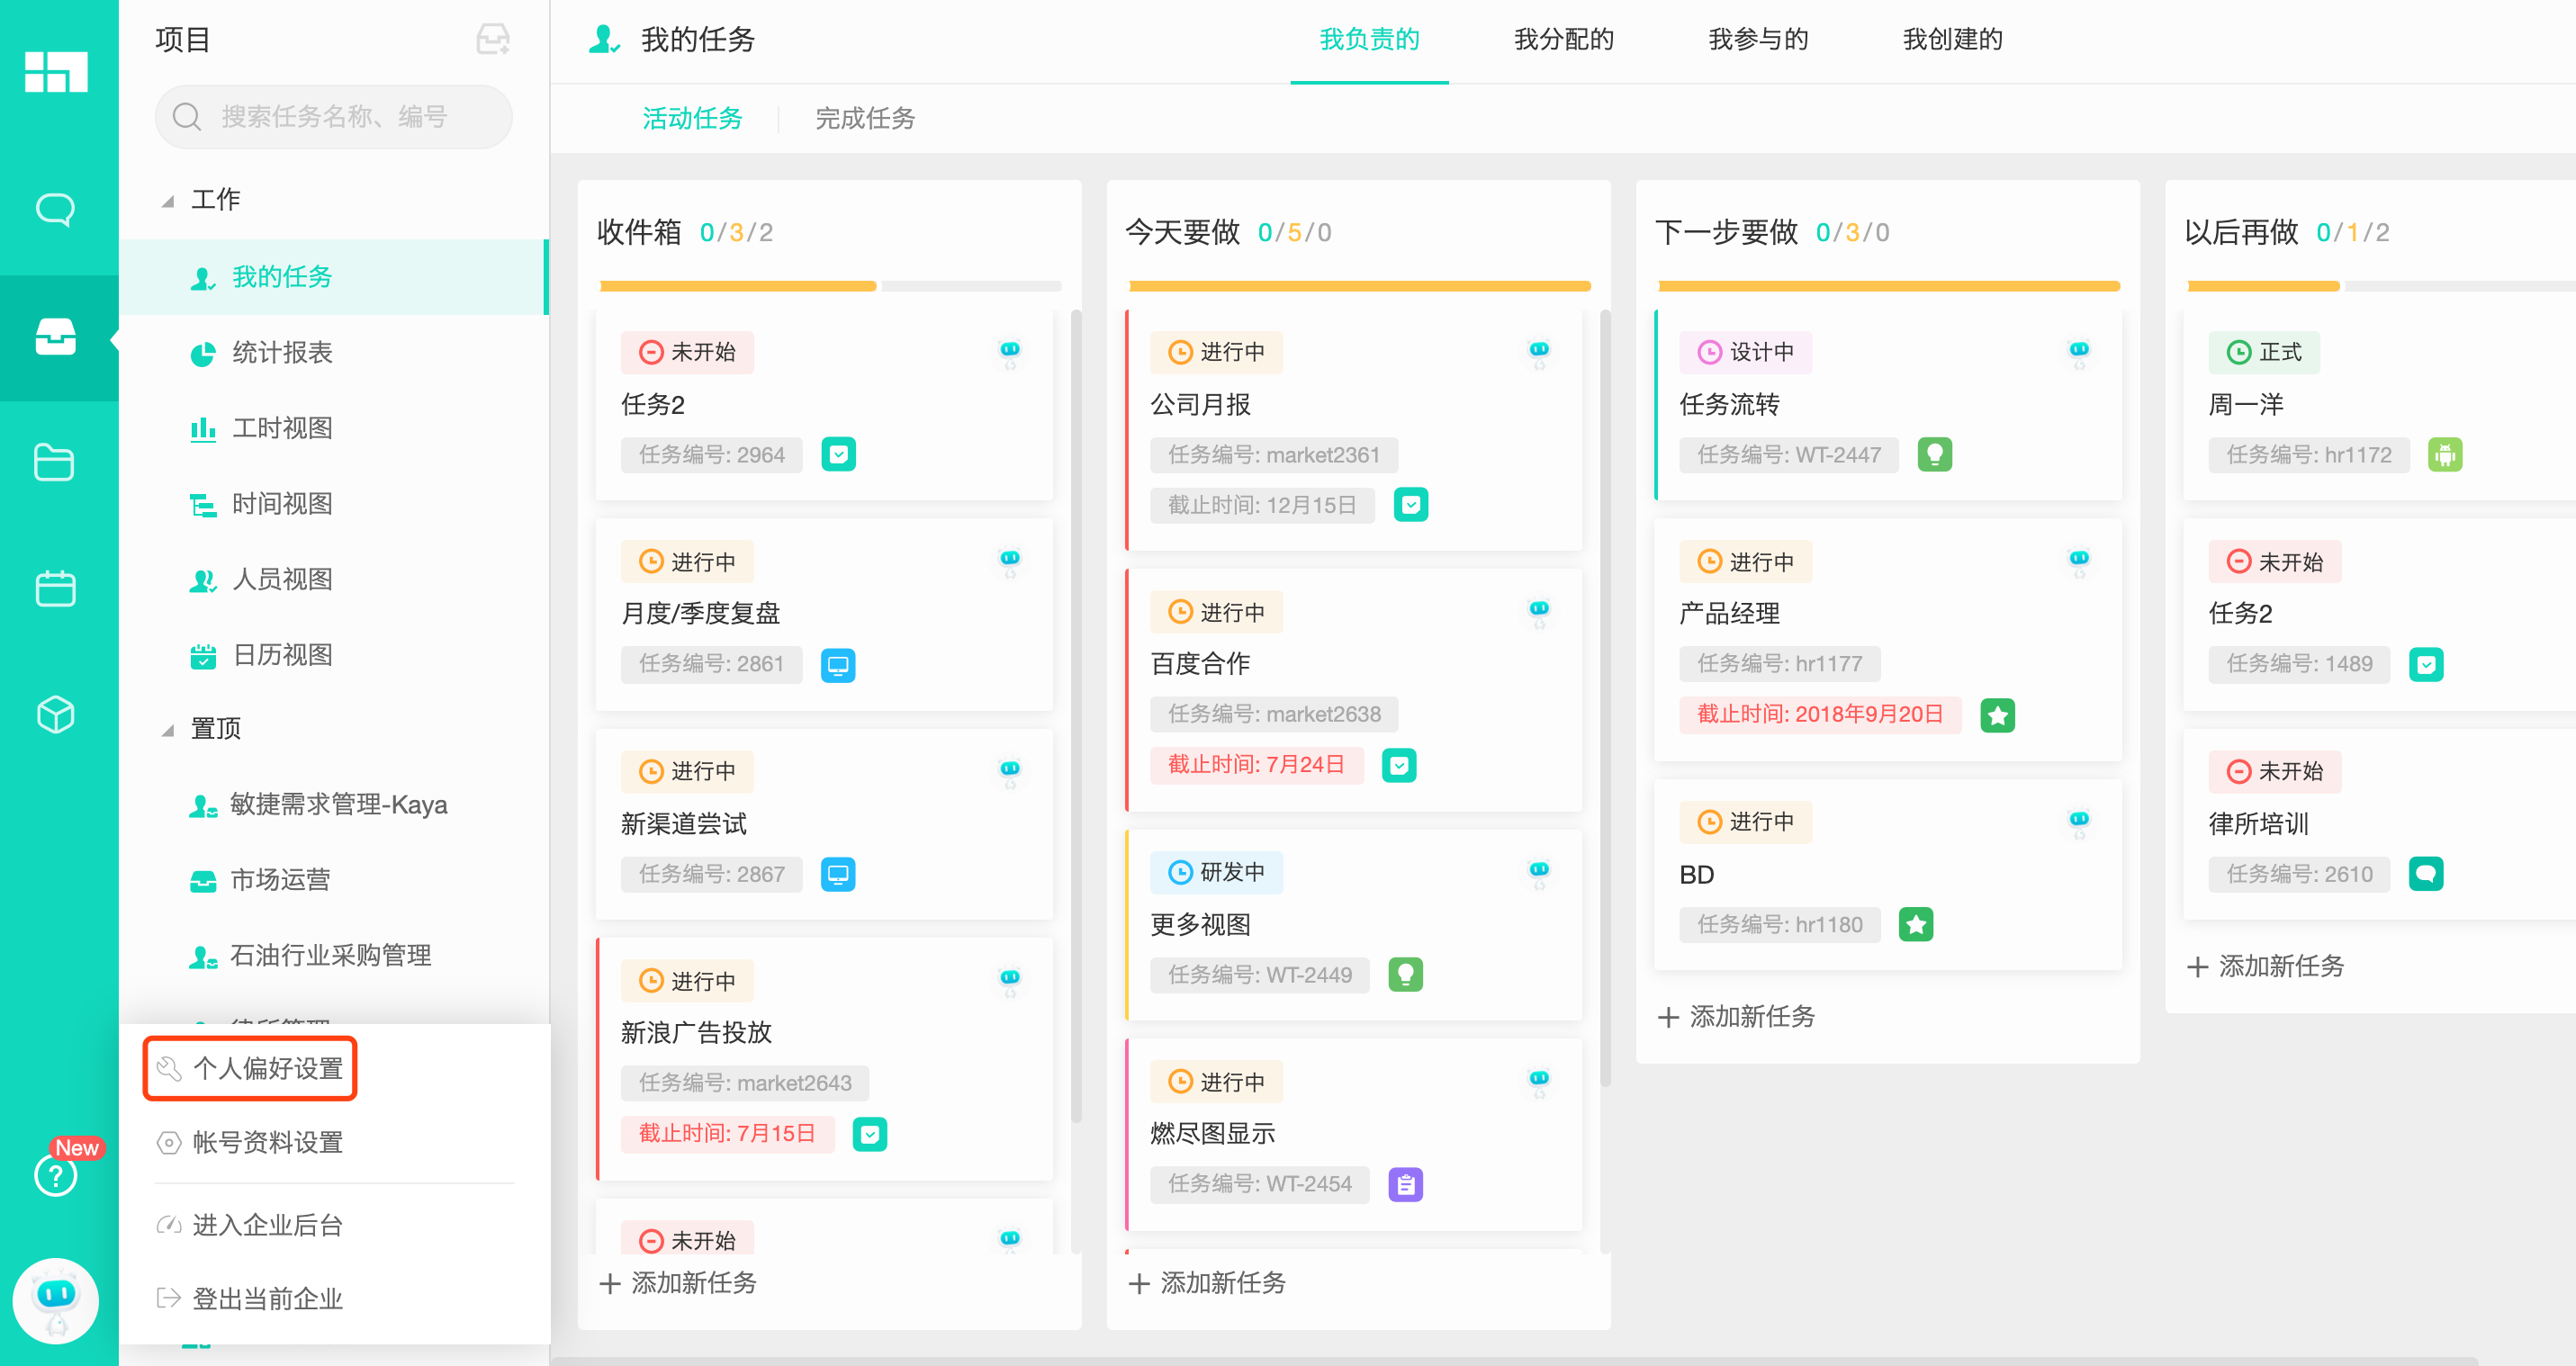 项目
搜索任务名称、编号
工作
我的任务
统计报表
工时视图
时间视图
人员视图
日历视图
置顶
敏捷需求管理-Kaya
市场运营
石油行业采购管理
个人偏好设置
帐号资料设置
进入企业后台
登出当前企业
New
我的任务
我负责的
我分配的
我参与的
我创建的
活动任务
完成任务
收件箱 0/3/2
未开始
任务2
任务编号: 2964
进行中
月度/季度复盘
任务编号: 2861
进行中
新渠道尝试
任务编号: 2867
进行中
新浪广告投放
任务编号: market2643
截止时间: 7月15日
未开始
添加新任务
今天要做 0/5/0
进行中
公司月报
任务编号: market2361
截止时间: 12月15日
进行中
百度合作
任务编号: market2638
截止时间: 7月24日
研发中
更多视图
任务编号: WT-2449
进行中
燃尽图显示
任务编号: WT-2454
添加新任务
下一步要做 0/3/0
设计中
任务流转
任务编号: WT-2447
进行中
产品经理
任务编号: hr1177
截止时间: 2018年9月20日
进行中
BD
任务编号: hr1180
添加新任务
以后再做 0/1/2
正式
周一洋
任务编号: hr1172
未开始
任务2
任务编号: 1489
未开始
律所培训
任务编号: 2610
添加新任务